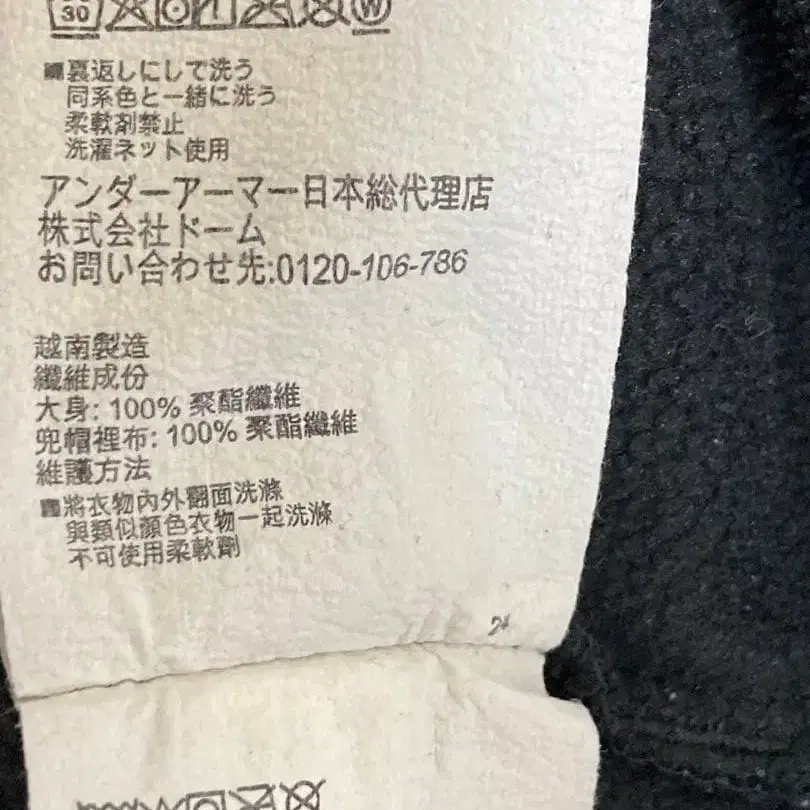 30
W
■裏返しにして洗う
同系色と一緒に洗う
柔軟剤禁止
洗濯ネット使用
アンダーアーマー日本総代理店
株式会社ドーム
お問い合わせ先:0120-106-786
越南製造
纖維成份
大身: 100% 聚酯纖維
兜帽裡布: 100% 聚酯纖維
維護方法
■將衣物內外翻面洗滌
與類似顏色衣物一起洗滌
不可使用柔軟劑